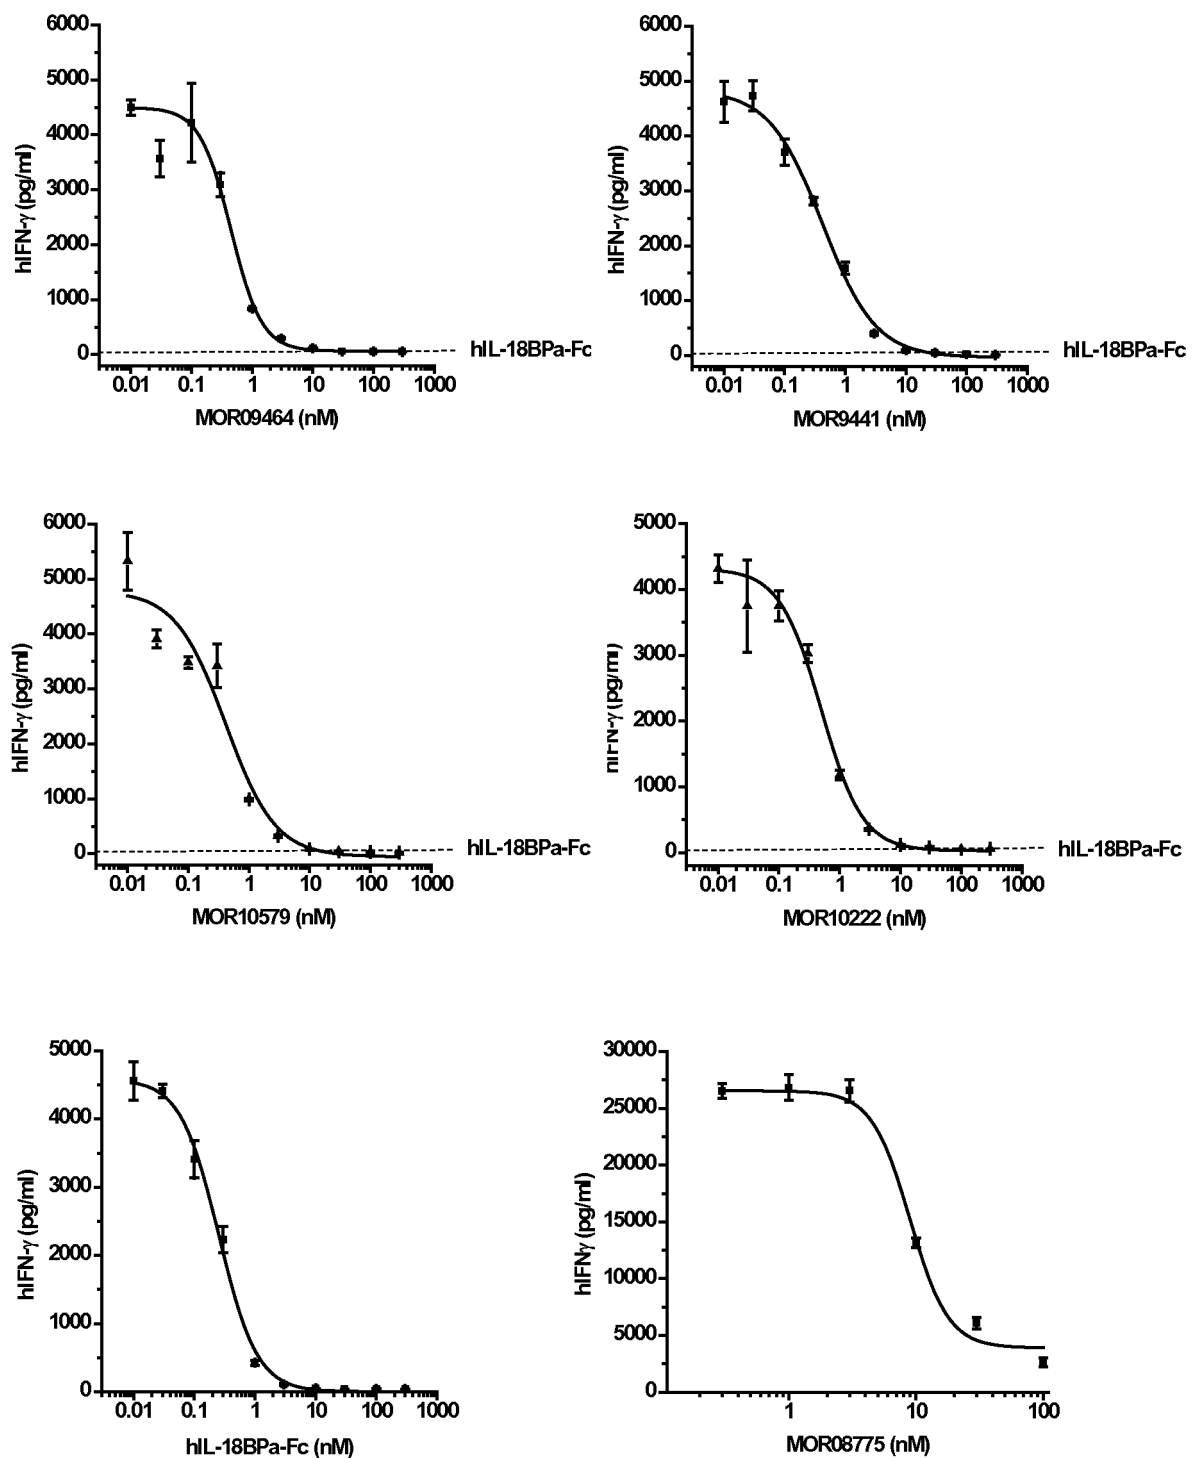 6000
5000
4000
3000
2000
1000
0
hIFN-γ (pg/ml)
hIL-18BPa-Fc
0.01 0.1 1 10 100 1000
MOR09464 (nM)
6000
5000
4000
3000
2000
1000
0
hIFN-γ (pg/ml)
hIL-18BPa-Fc
0.01 0.1 1 10 100 1000
MOR9441 (nM)
6000
5000
4000
3000
2000
1000
0
hIFN-γ (pg/ml)
hIL-18BPa-Fc
0.01 0.1 1 10 100 1000
MOR10579 (nM)
5000
4000
3000
2000
1000
0
hIFN-γ (pg/ml)
hIL-18BPa-Fc
0.01 0.1 1 10 100 1000
MOR10222 (nM)
5000
4000
3000
2000
1000
0
hIFN-γ (pg/ml)
0.01 0.1 1 10 100 1000
hIL-18BPa-Fc (nM)
30000
25000
20000
15000
10000
5000
0
hIFNγ (pg/ml)
1 10 100
MOR08775 (nM)